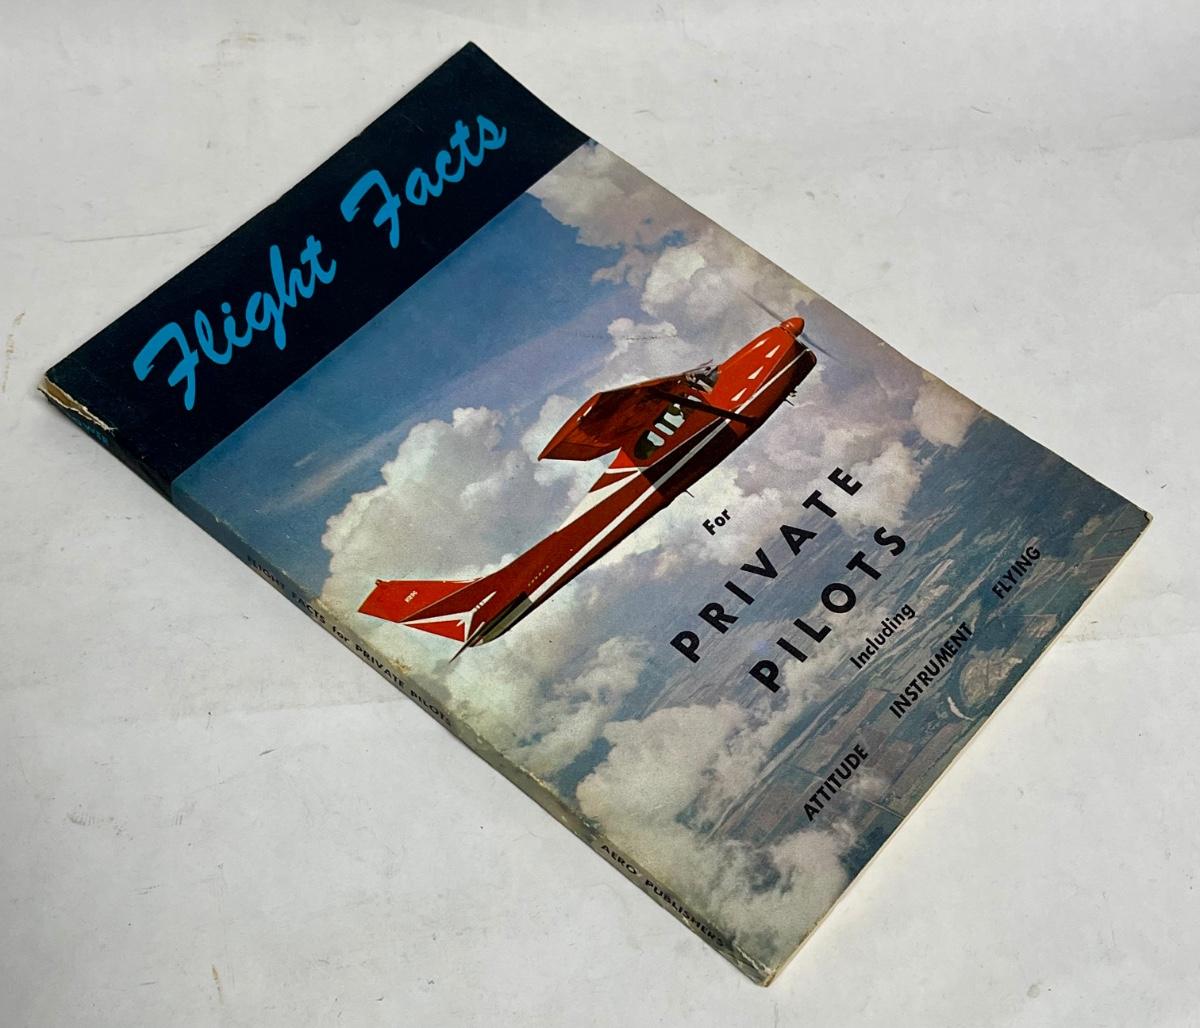 Flight Facts
For
PRIVATE
PILOTS
Including
ATTITUDE INSTRUMENT FLYING
FLIGHT FACTS for PRIVATE PILOTS
AERO PUBLISHERS